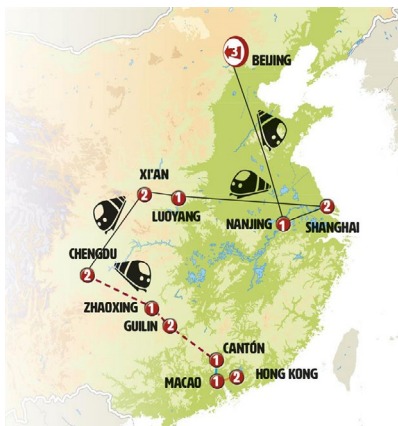 3
BEIJING
XI'AN
2
1
LUOYANG
2
NANJING
1
SHANGHAI
CHENGDU
2
ZHAOXING
1
GUILIN
2
CANTÓN
1
MACAO
1
2
HONG KONG